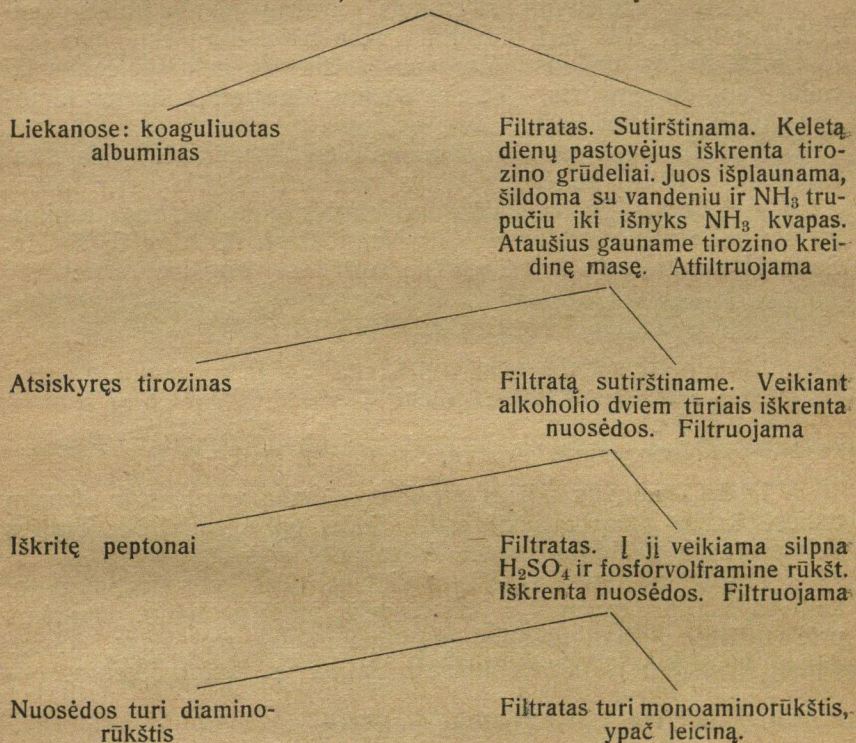 Liekanose: koaguliuotas
albuminas
Filtratas. Sutirštinama. Keletą
dienų pastovėjus iškrenta tiro-
zino grūdeliai. Juos išplaunama,
šildoma su vandeniu ir NH₃ tru-
pučiu iki išnyks NH₃ kvapas.
Ataušius gauname tirozino krei-
dinę masę. Atfiltruojama
Atsiskyręs tirozinas
Filtratą sutirštiname. Veikiant
alkoholio dviem tūriais iškrenta
nuosėdos. Filtruojama
Iškritę peptonai
Filtratas. Į jį veikiama silpna
H₂SO₄ ir fosforvolframine rūkšt.
Iškrenta nuosėdos. Filtruojama
Nuosėdos turi diamino-
rūkštis
Filtratas turi monoaminorūkštis,
ypač leiciną.